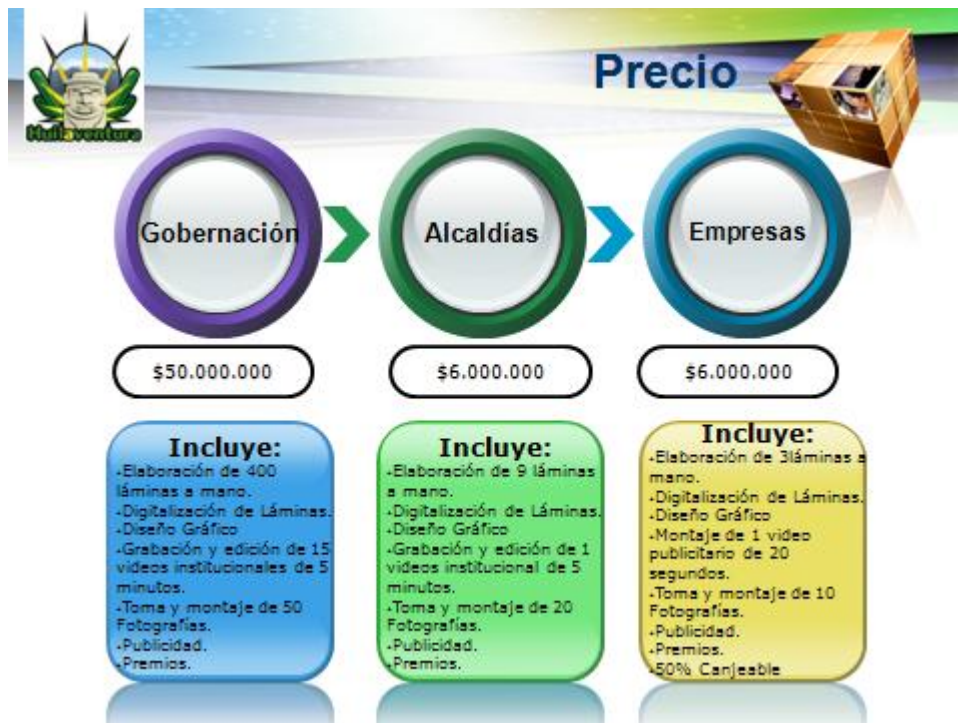 Huilaventura
Precio
Gobernación
Alcaldías
Empresas
$50.000.000
$6.000.000
$6.000.000
Incluye:
•Elaboración de 400
láminas a mano.
•Digitalización de Láminas.
•Diseño Gráfico
•Grabación y edición de 15
videos institucionales de 5
minutos.
•Toma y montaje de 50
Fotografías.
•Publicidad.
•Premios.
Incluye:
•Elaboración de 9 láminas
a mano.
•Digitalización de Láminas.
•Diseño Gráfico
•Grabación y edición de 1
videos institucional de 5
minutos.
•Toma y montaje de 20
Fotografías.
•Publicidad.
•Premios.
Incluye:
•Elaboración de 3láminas a
mano.
•Digitalización de Láminas.
•Diseño Gráfico
•Montaje de 1 video
publicitario de 20
segundos.
•Toma y montaje de 10
Fotografías.
•Publicidad.
•Premios.
•50% Canjeable